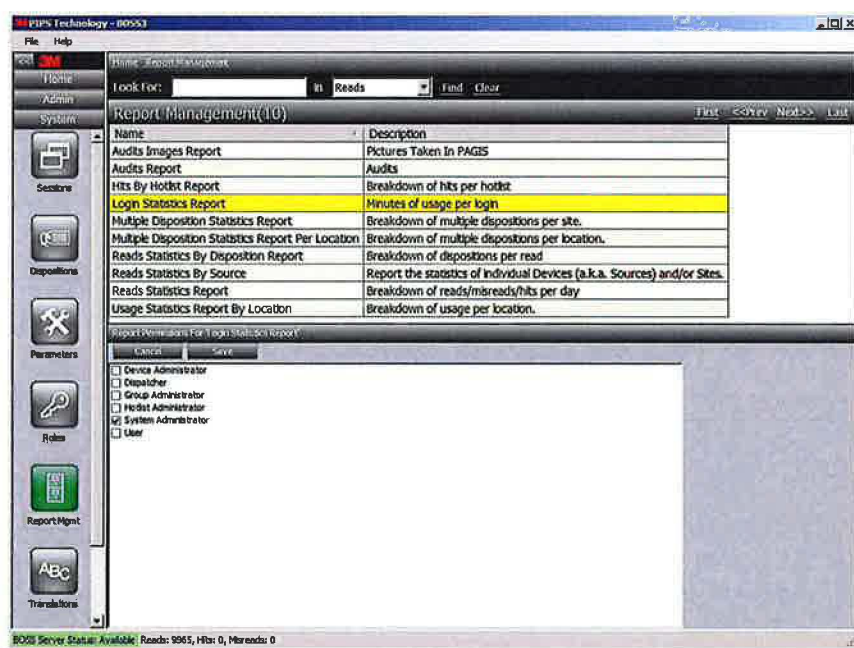 3M PIPS Technology - BOSS3
File Help
<< 3M
Home
Admin
System
Sessions
Dispositions
Parameters
Roles
Report Mgmt
ABC
Translations
Home Report Management
Look For: In Reads Find Clear
Report Management(10) First <<Prev Next>> Last
Name Description
Audits Images Report Pictures Taken In PAGIS
Audits Report Audits
Hits By Hotlist Report Breakdown of hits per hotlist
Login Statistics Report Minutes of usage per login
Multiple Disposition Statistics Report Breakdown of multiple dispositions per site.
Multiple Disposition Statistics Report Per Location Breakdown of multiple dispositions per location.
Reads Statistics By Disposition Report Breakdown of dispositions per read
Reads Statistics By Source Report the statistics of individual Devices (a.k.a. Sources) and/or Sites.
Reads Statistics Report Breakdown of reads/misreads/hits per day
Usage Statistics Report By Location Breakdown of usage per location.
Report Permissions For 'Login Statistics Report'
Cancel Save
Device Administrator
Dispatcher
Group Administrator
Hotlist Administrator
System Administrator
User
BOSS Server Status: Available Reads: 9965, Hits: 0, Misreads: 0